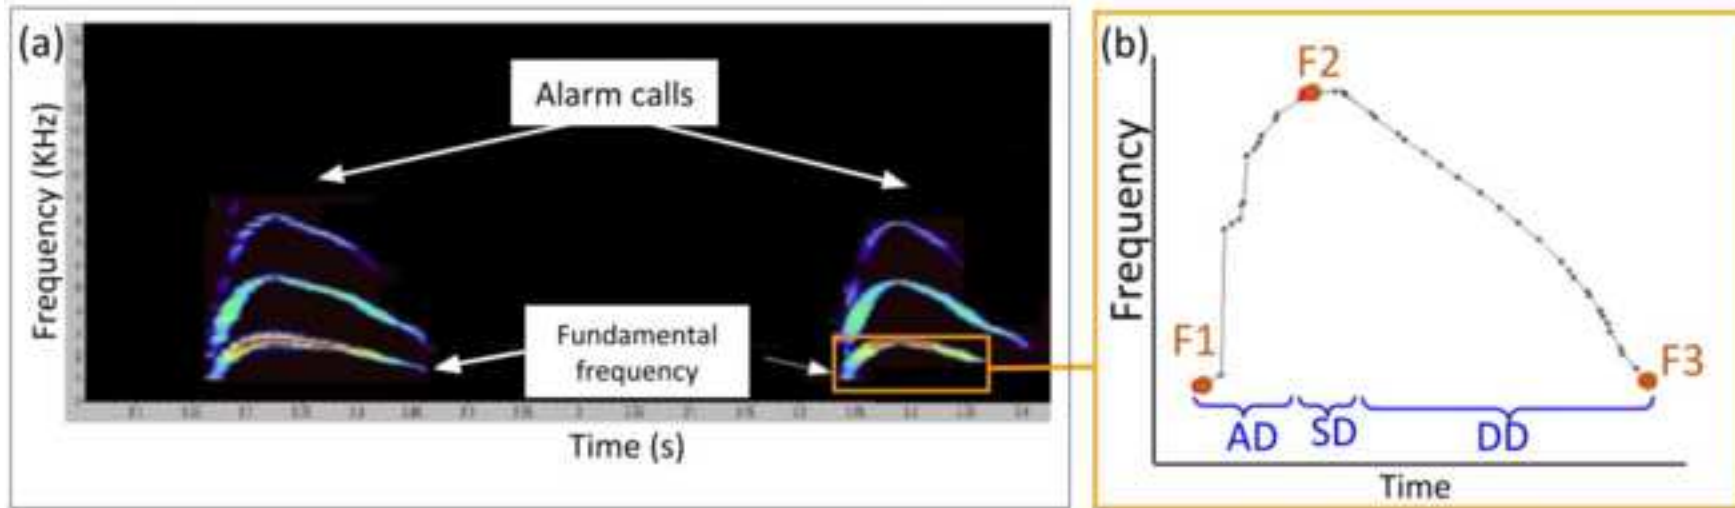 (a)
Alarm calls
Frequency (KHz)
Fundamental
frequency
Time (s)
(b)
F2
Frequency
F1
F3
AD
SD
DD
Time